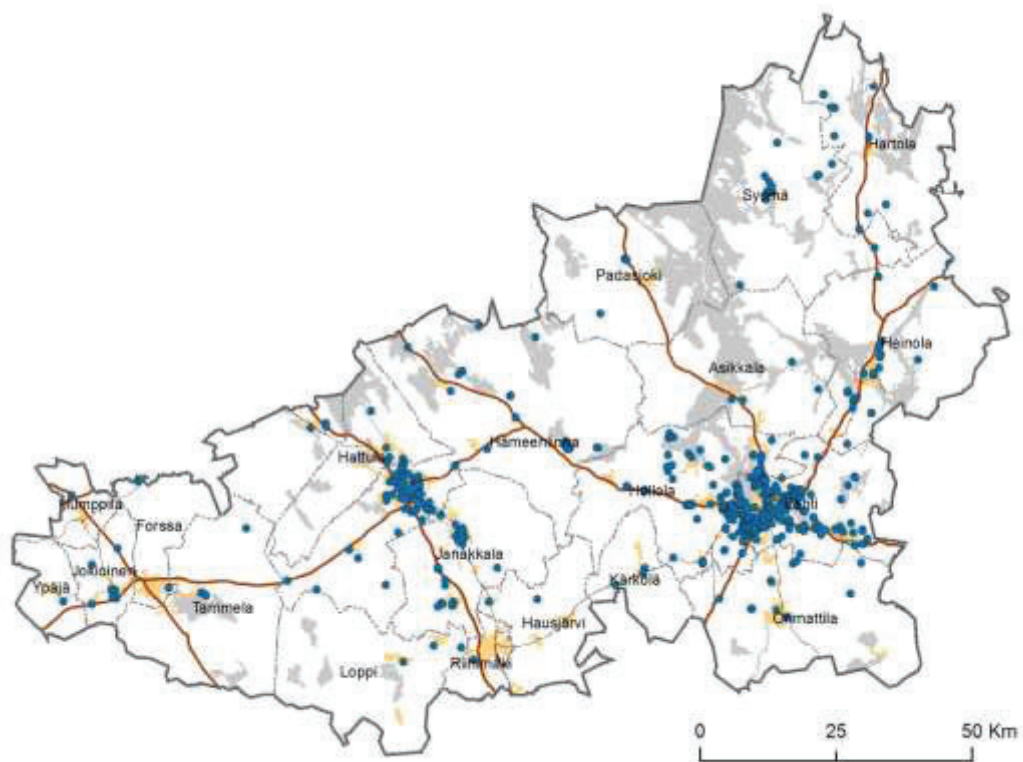 Hartola
Sysmä
Padasjoki
Heinola
Asikkala
Hämeenlinna
Hattula
Hollola
Lahti
Humppila
Forssa
Janakkala
Jokioinen
Kärkölä
Ypäjä
Tammela
Hausjärvi
Orimattila
Riihimäki
Loppi
0 25 50 Km